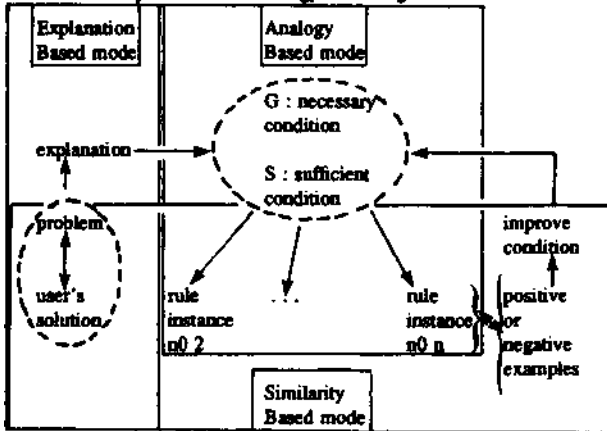 Explanation
Based mode
Analogy
Based mode
G : necessary
condition
explanation
S : sufficient
condition
problem
improve
condition
user's
solution
rule
instance
n0 2
. . .
rule
instance
n0 n
positive
or
negative
examples
Similarity
Based mode